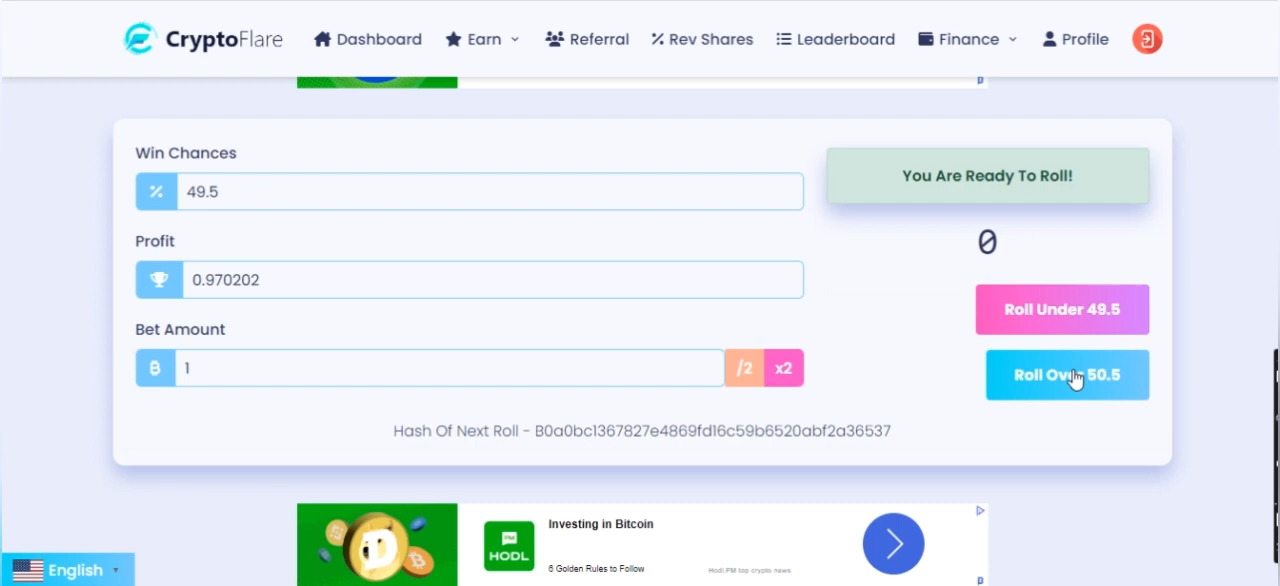 CryptoFlare
Dashboard
Earn
Referral
Rev Shares
Leaderboard
Finance
Profile
Win Chances
49.5
You Are Ready To Roll!
0
Profit
0.970202
Roll Under 49.5
Bet Amount
1
/2
x2
Roll Over 50.5
Hash Of Next Roll - B0a0bc1367827e4869fd16c59b6520abf2a36537
Investing in Bitcoin
HODL
6 Golden Rules to Follow
Hodl.FM top crypto news
English